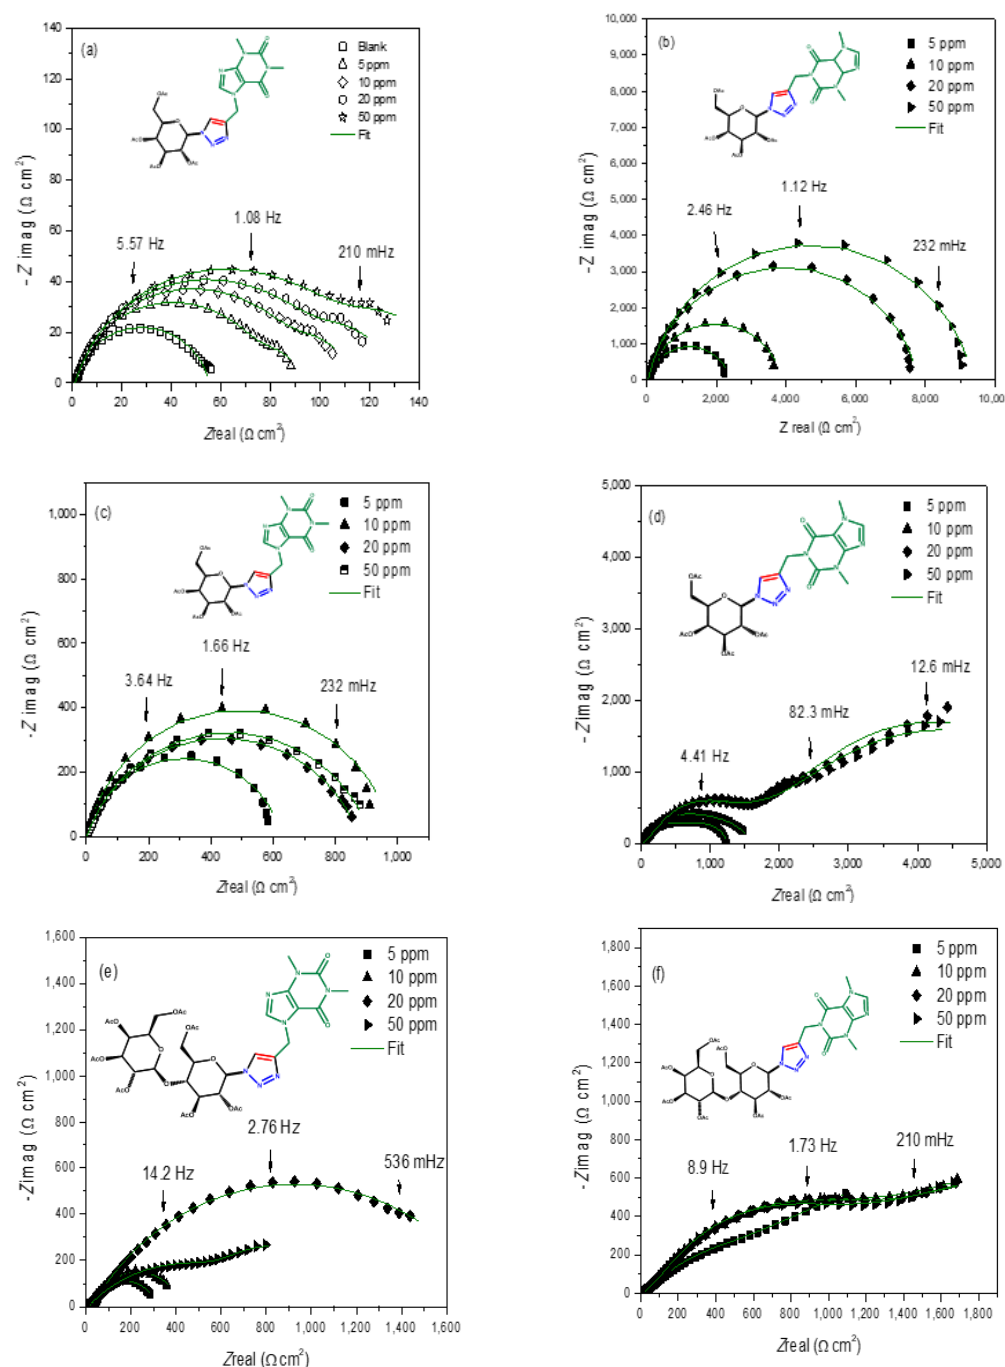 (a)
Blank
5 ppm
10 ppm
20 ppm
50 ppm
Fit
5.57 Hz
1.08 Hz
210 mHz
140
120
100
80
60
40
20
0
0 20 40 60 80 100 120 140
-Z imag (Ω cm²)
Zreal (Ω cm²)
(b)
5 ppm
10 ppm
20 ppm
50 ppm
Fit
2.46 Hz
1.12 Hz
232 mHz
10,000
9,000
8,000
7,000
6,000
5,000
4,000
3,000
2,000
1,000
0
0 2,000 4,000 6,000 8,000 10,00
-Z imag (Ω cm²)
Z real (Ω cm²)
(c)
5 ppm
10 ppm
20 ppm
50 ppm
Fit
3.64 Hz
1.66 Hz
232 mHz
1,000
800
600
400
200
0
0 200 400 600 800 1,000
-Z imag (Ω cm²)
Zreal (Ω cm²)
(d)
5 ppm
10 ppm
20 ppm
50 ppm
Fit
4.41 Hz
82.3 mHz
12.6 mHz
5,000
4,000
3,000
2,000
1,000
0
0 1,000 2,000 3,000 4,000 5,000
-Zimag (Ω cm²)
Zreal (Ω cm²)
(e)
5 ppm
10 ppm
20 ppm
50 ppm
Fit
14.2 Hz
2.76 Hz
536 mHz
1,600
1,400
1,200
1,000
800
600
400
200
0
0 200 400 600 800 1,000 1,200 1,400 1,600
-Zimag (Ω cm²)
Zreal (Ω cm²)
(f)
5 ppm
10 ppm
20 ppm
50 ppm
Fit
8.9 Hz
1.73 Hz
210 mHz
1,800
1,600
1,400
1,200
1,000
800
600
400
200
0
0 200 400 600 800 1,000 1,200 1,400 1,600 1,800
-Zimag (Ω cm²)
Zreal (Ω cm²)